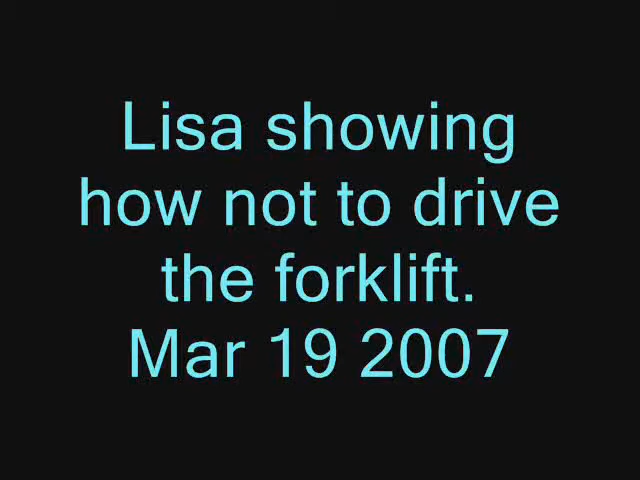 Lisa showing
how not to drive
the forklift.
Mar 19 2007